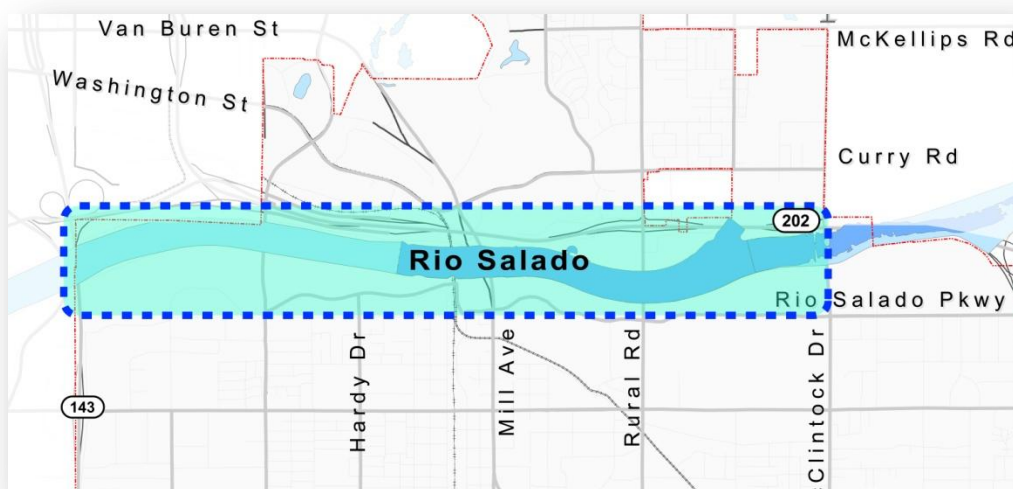 Van Buren St
McKellips Rd
Washington St
Curry Rd
202
Rio Salado
Rio Salado Pkwy
143
Hardy Dr
Mill Ave
Rural Rd
Clintock Dr